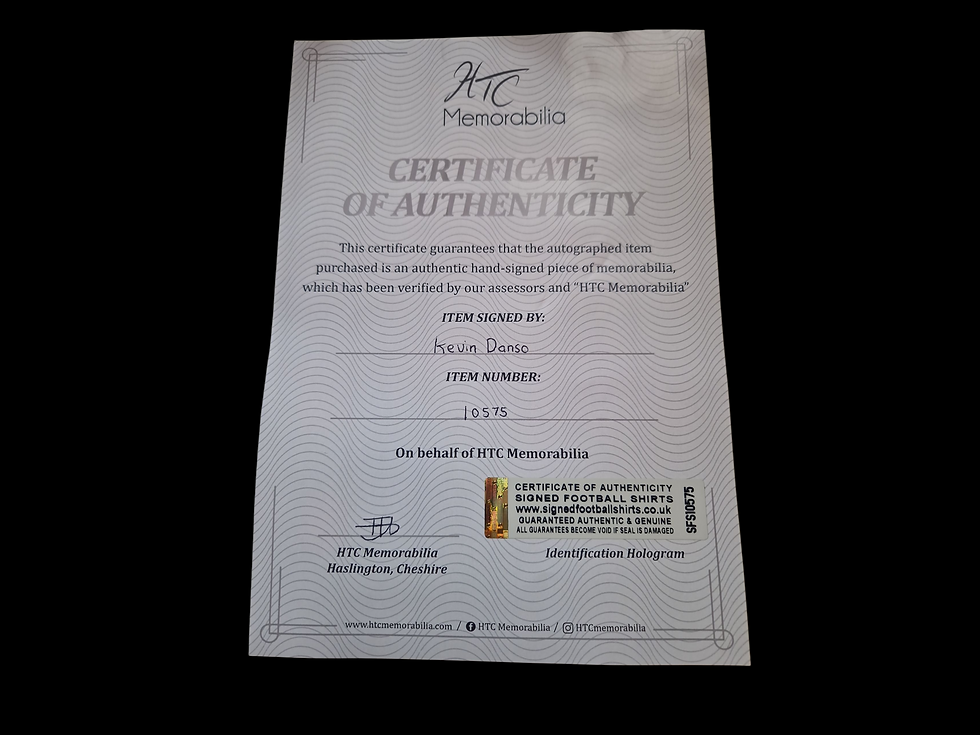 HTC
Memorabilia
CERTIFICATE
OF AUTHENTICITY
This certificate guarantees that the autographed item
purchased is an authentic hand-signed piece of memorabilia,
which has been verified by our assessors and “HTC Memorabilia”
ITEM SIGNED BY:
Kevin Danso
ITEM NUMBER:
10575
On behalf of HTC Memorabilia
CERTIFICATE OF AUTHENTICITY
SIGNED FOOTBALL SHIRTS
www.signedfootballshirts.co.uk
GUARANTEED AUTHENTIC & GENUINE
ALL GUARANTEES BECOME VOID IF SEAL IS DAMAGED
SFS10575
HTC Memorabilia
Haslington, Cheshire
Identification Hologram
www.htcmemorabilia.com / HTC Memorabilia / HTCmemorabilia